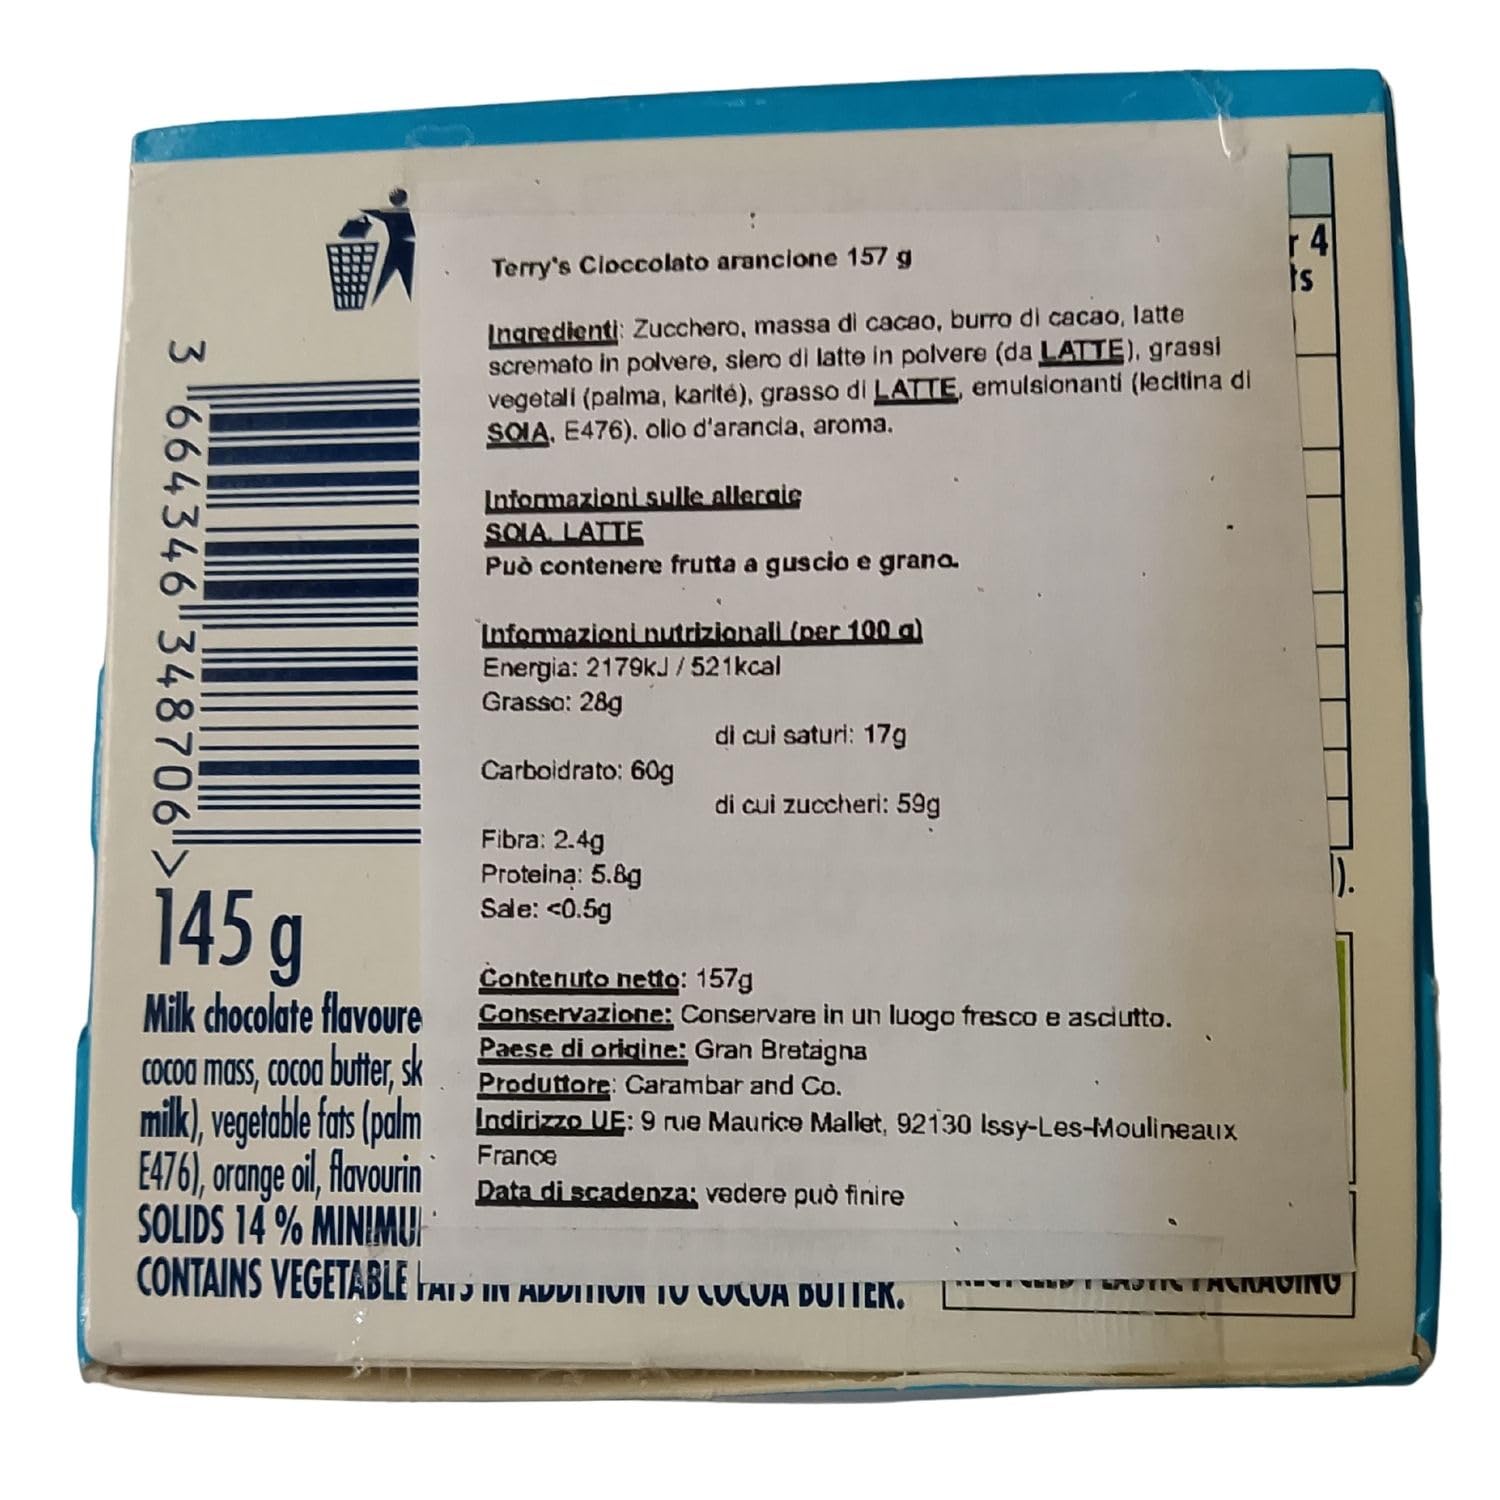 Terry's Cioccolato arancione 157 g
Ingredienti: Zucchero, massa di cacao, burro di cacao, latte
scremato in polvere, siero di latte in polvere (da LATTE), grassi
vegetali (palma, karité), grasso di LATTE, emulsionanti (lecitina di
SOIA, E476). olio d'arancia, aroma.
Informazioni sulle allergie
SOIA, LATTE
Può contenere frutta a guscio e grano.
Informazioni nutrizionali (per 100 g)
Energia: 2179kJ / 521kcal
Grasso: 28g
di cui saturi: 17g
Carboidrato: 60g
di cui zuccheri: 59g
Fibra: 2.4g
Proteina: 5.8g
Sale: <0.5g
Contenuto netto: 157g
Conservazione: Conservare in un luogo fresco e asciutto.
Paese di origine: Gran Bretagna
Produttore: Carambar and Co.
Indirizzo UE: 9 rue Maurice Mallet, 92130 Issy-Les-Moulineaux
France
Data di scadenza: vedere può finire
3 664346 348706 >
145 g
Milk chocolate flavoure
cocoa mass, cocoa butter, sk
milk), vegetable fats (palm
E476), orange oil, flavourin
SOLIDS 14 % MINIMU
CONTAINS VEGETABLE FATS IN ADDITION TO COCOA BUTTER.
r 4
ts
).
RECYCLED PLASTIC PACKAGING